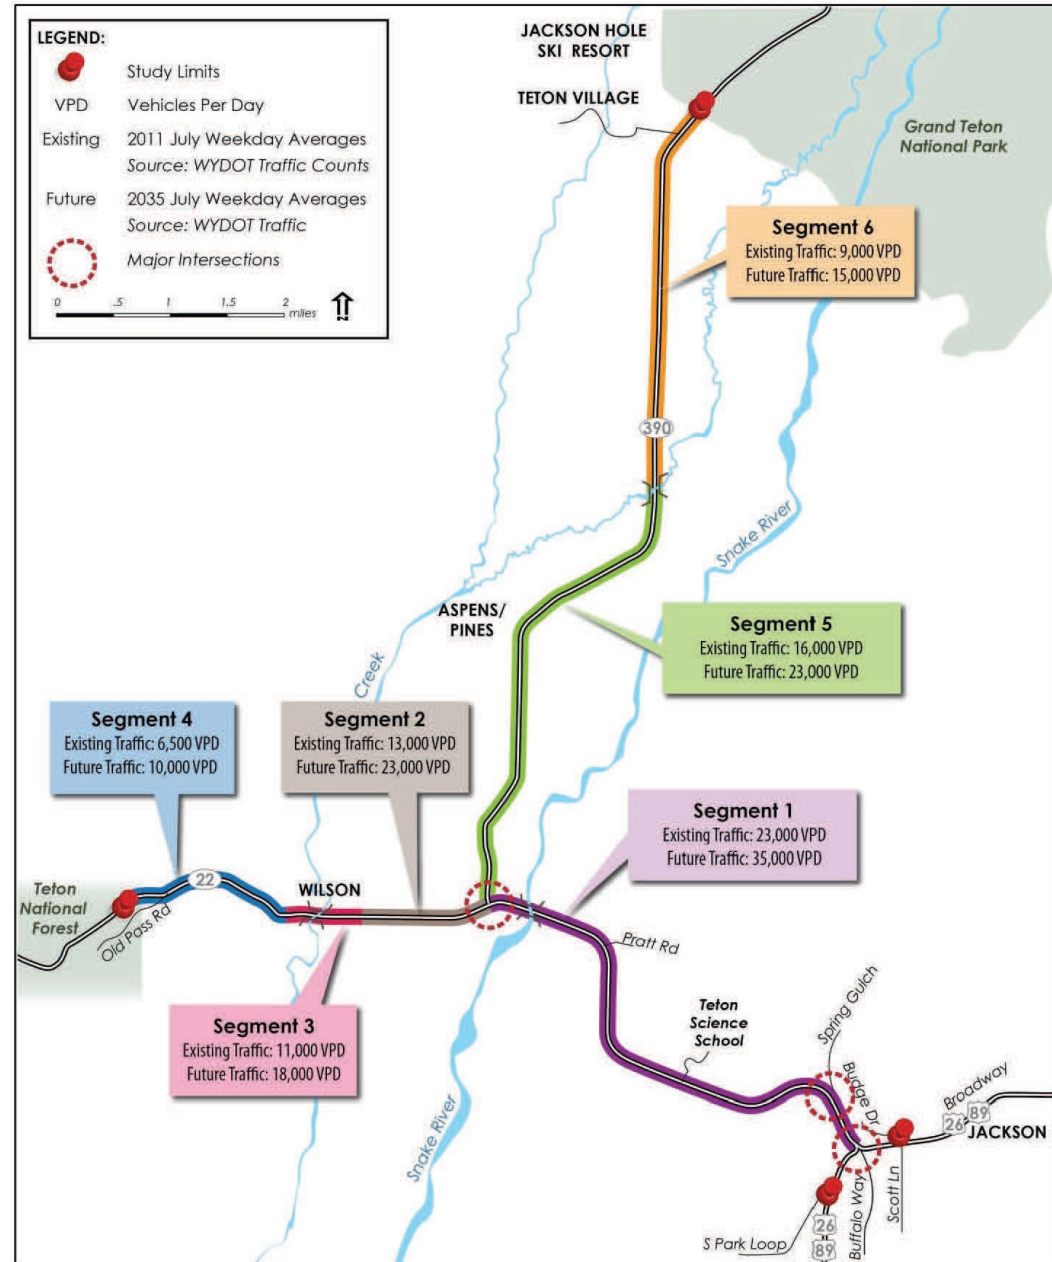 LEGEND:
Study Limits
VPD Vehicles Per Day
Existing 2011 July Weekday Averages
Source: WYDOT Traffic Counts
Future 2035 July Weekday Averages
Source: WYDOT Traffic
Major Intersections
0 .5 1 1.5 2
miles
JACKSON HOLE
SKI RESORT
TETON VILLAGE
Grand Teton
National Park
Segment 6
Existing Traffic: 9,000 VPD
Future Traffic: 15,000 VPD
390
Snake River
ASPENS/
PINES
Segment 5
Existing Traffic: 16,000 VPD
Future Traffic: 23,000 VPD
Creek
Segment 4
Existing Traffic: 6,500 VPD
Future Traffic: 10,000 VPD
Segment 2
Existing Traffic: 13,000 VPD
Future Traffic: 23,000 VPD
Segment 1
Existing Traffic: 23,000 VPD
Future Traffic: 35,000 VPD
22
WILSON
Teton
National
Forest
Old Pass Rd
Pratt Rd
Segment 3
Existing Traffic: 11,000 VPD
Future Traffic: 18,000 VPD
Teton
Science
School
Spring Gulch
Budge Dr
Broadway
26
89
JACKSON
Snake River
Scott Ln
Buffalo Way
S Park Loop
26
89